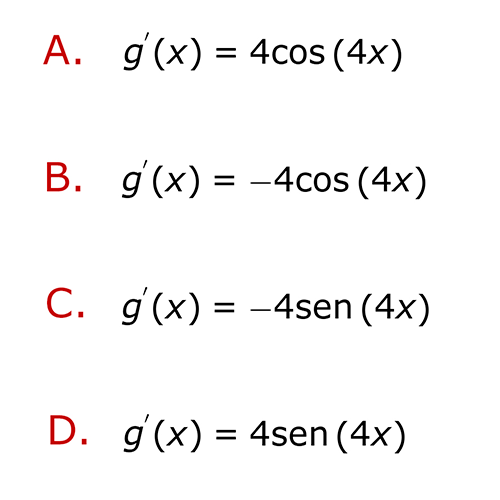 A. g′(x) = 4cos (4x)
B. g′(x) = −4cos (4x)
C. g′(x) = −4sen (4x)
D. g′(x) = 4sen (4x)